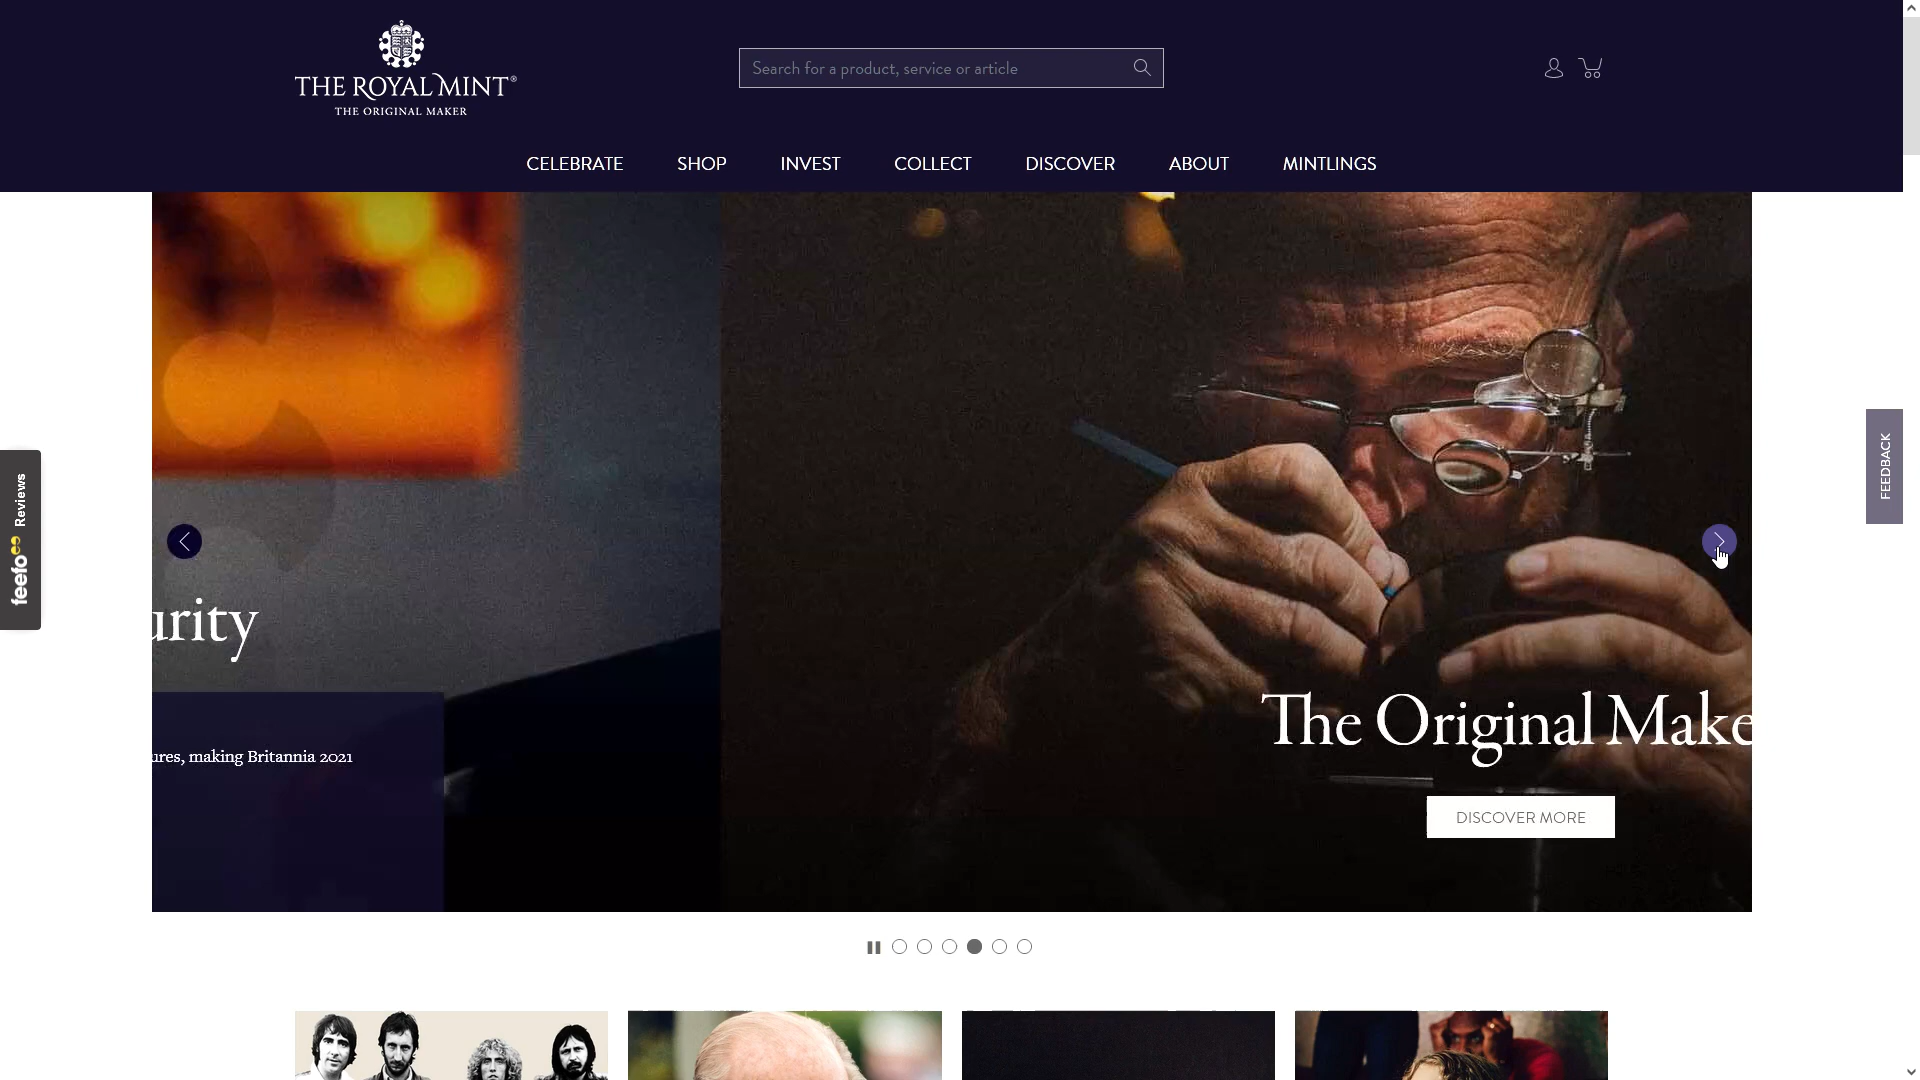 THE ROYAL MINT®
THE ORIGINAL MAKER
Search for a product, service or article
CELEBRATE
SHOP
INVEST
COLLECT
DISCOVER
ABOUT
MINTLINGS
FEEDBACK
feefo Reviews
urity
ures, making Britannia 2021
The Original Make
DISCOVER MORE